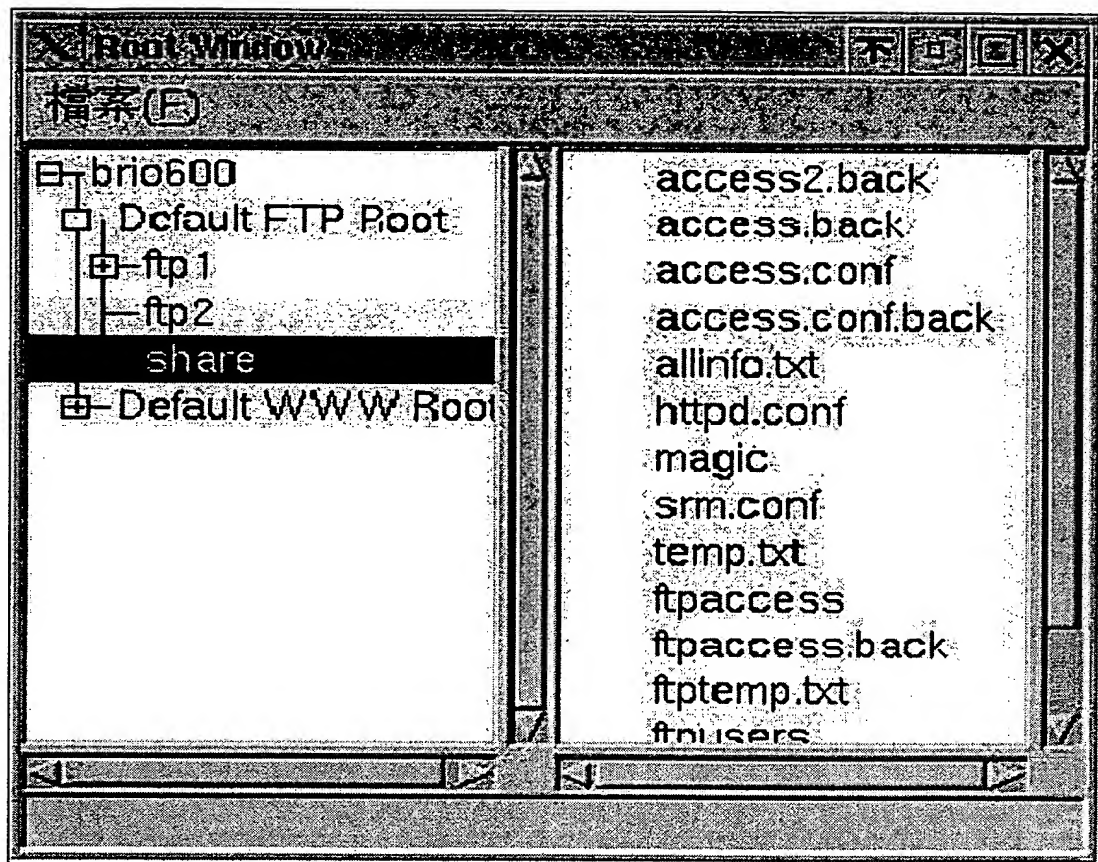 Root Window
檔案(F)
brio600
Default FTP Root
ftp1
ftp2
share
Default WWW Root
access2.back
access.back
access.conf
access.conf.back
allinfo.txt
httpd.conf
magic
srm.conf
temp.txt
ftpaccess
ftpaccess.back
ftptemp.txt
ftpusers